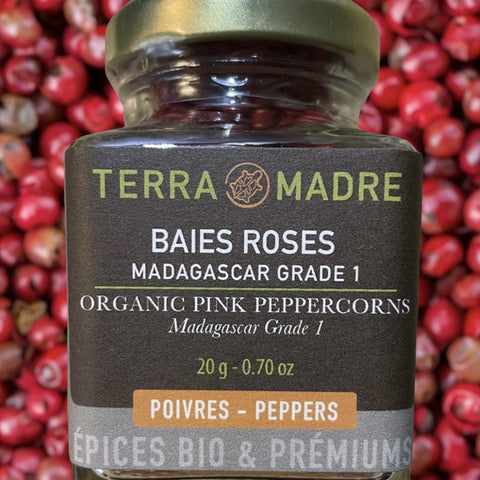 TERRA MADRE
BAIES ROSES
MADAGASCAR GRADE 1
ORGANIC PINK PEPPERCORNS
Madagascar Grade 1
20 g - 0.70 oz
POIVRES - PEPPERS
ÉPICES BIO & PRÉMIUMS